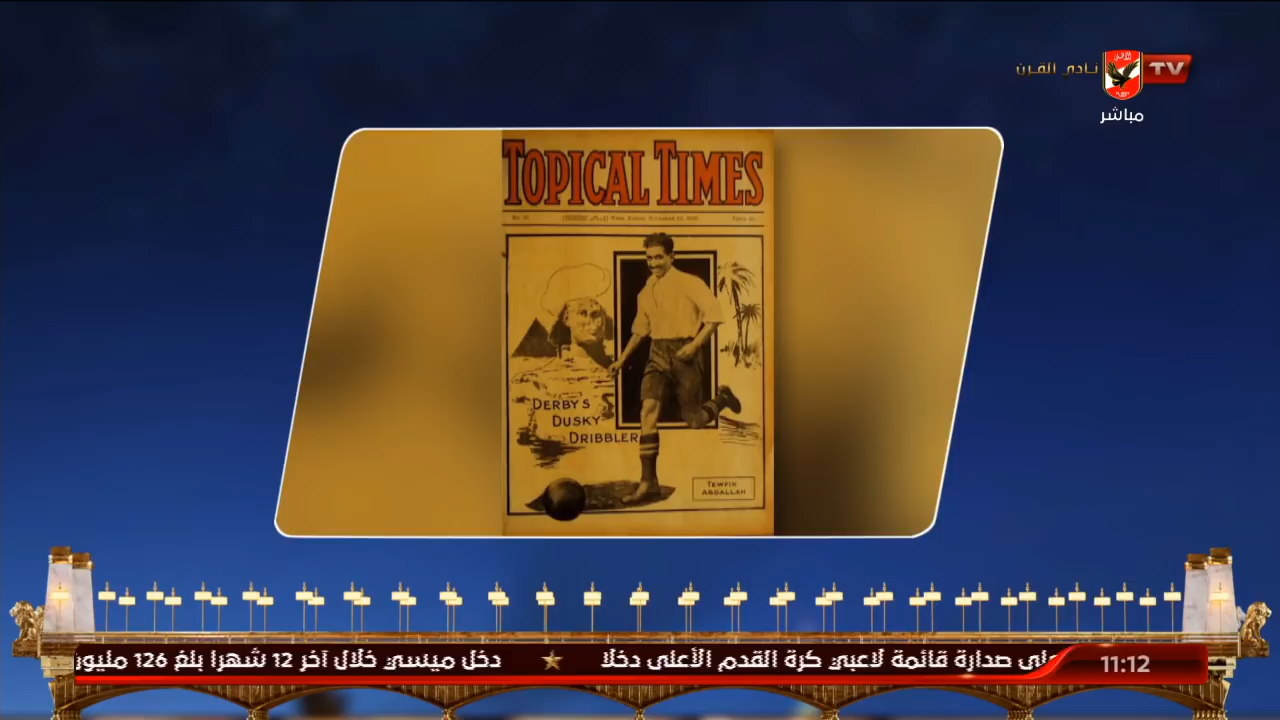 نادي القرن
TV
مباشر
TOPICAL TIMES
DERBY'S
DUSKY
DRIBBLER
TEWFIK
ABDALLAH
صدارة قائمة لاعبي كرة القدم الأعلى دخلا ★ دخل ميسي خلال آخر 12 شهرا بلغ 126
11:12